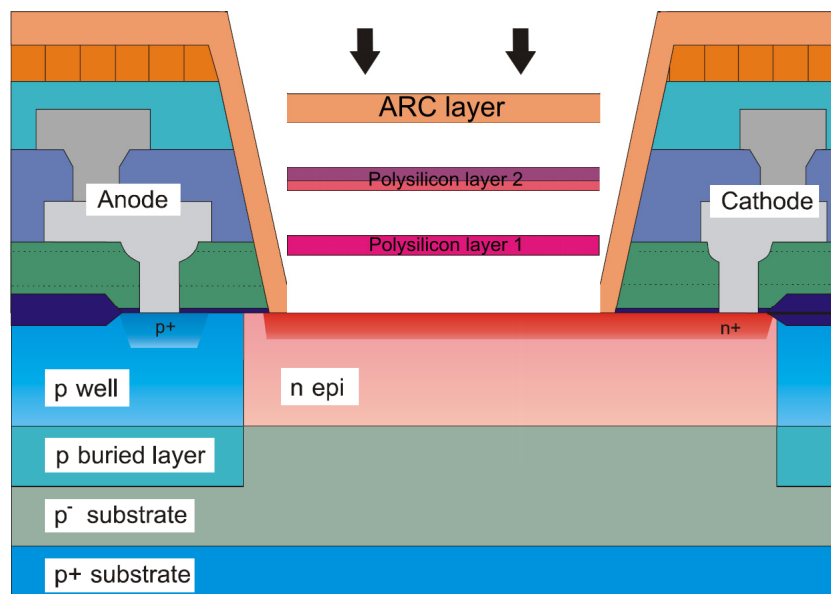 ARC layer
Polysilicon layer 2
Anode
Cathode
Polysilicon layer 1
p+
n+
p well
n epi
p buried layer
p⁻ substrate
p+ substrate